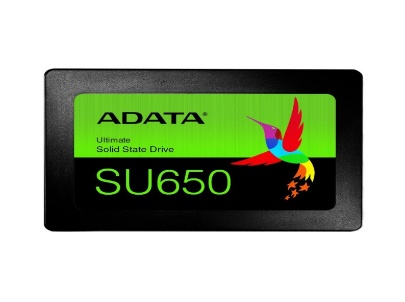 ADATA
Ultimate
Solid State Drive
SU650